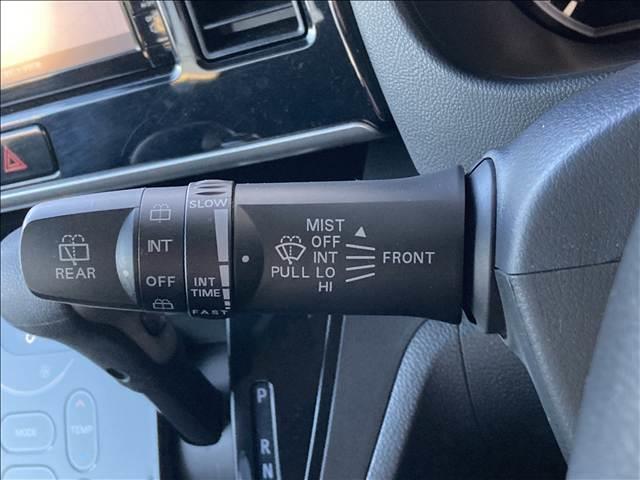 REAR
INT
OFF
SLOW
INT
TIME
FAST
PULL
MIST
OFF
INT
LO
HI
FRONT
MODE
TEMP
P
R
N